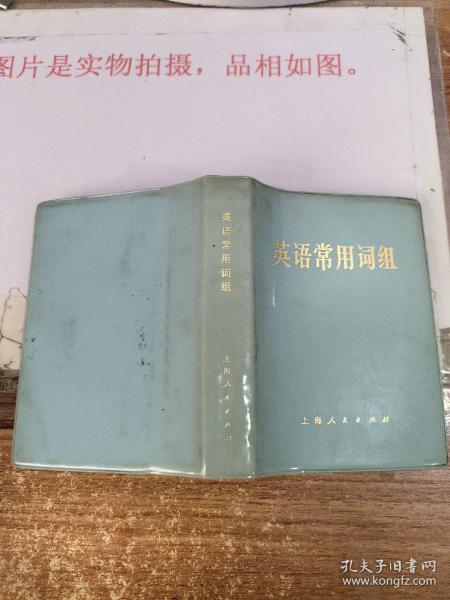 图片是实物拍摄，品相如图。
英语常用词组
上海人民出版社
英语常用词组
上海人民出版社
孔夫子旧书网
www.kongfz.com